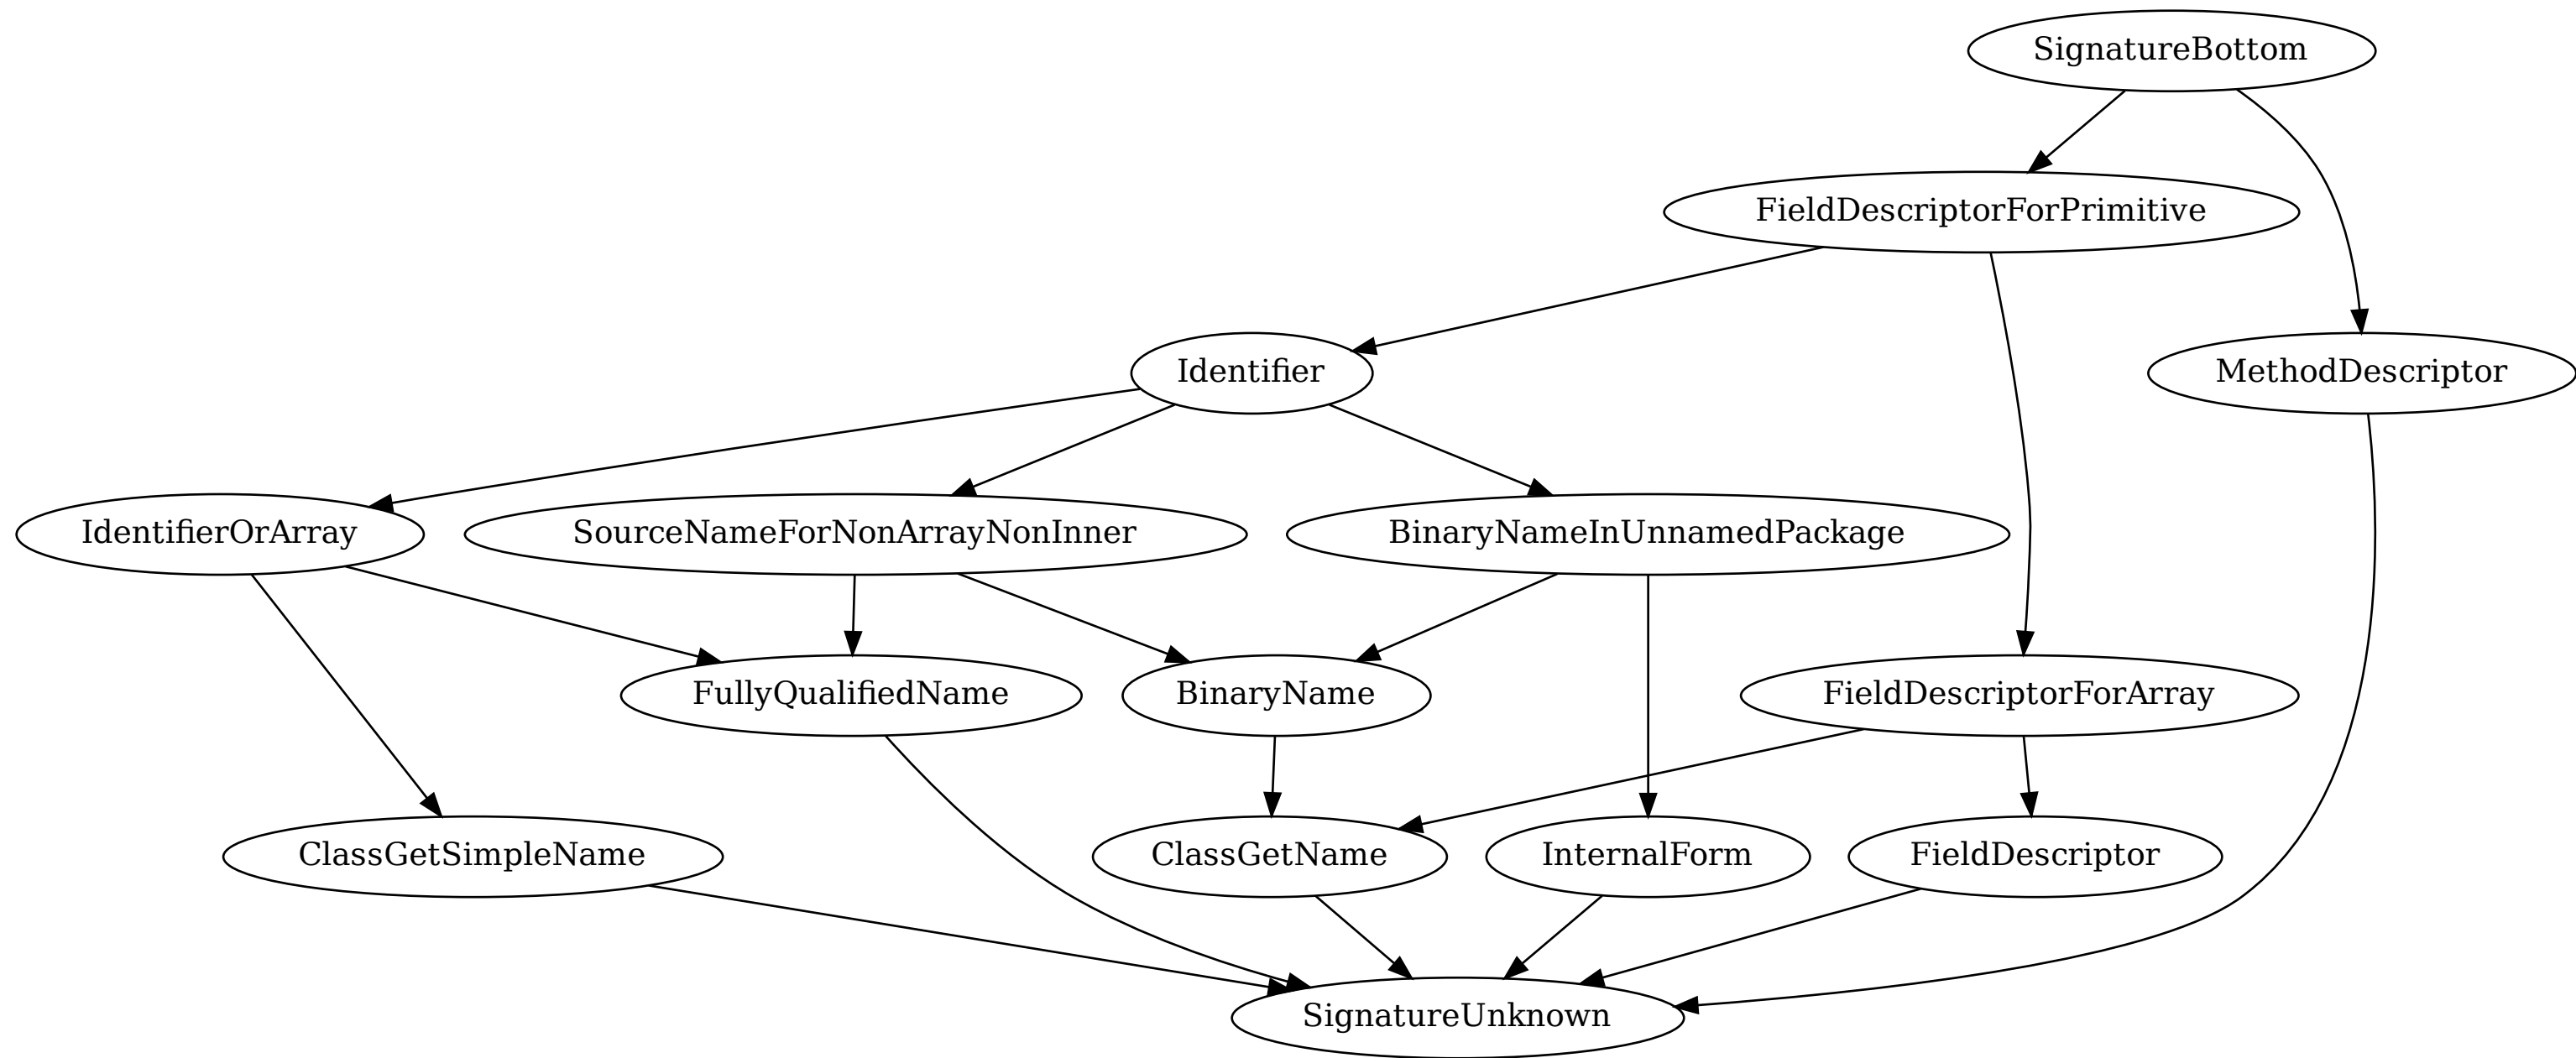 SignatureBottom
FieldDescriptorForPrimitive
Identifier
MethodDescriptor
IdentifierOrArray
SourceNameForNonArrayNonInner
BinaryNameInUnnamedPackage
FullyQualifiedName
BinaryName
FieldDescriptorForArray
ClassGetSimpleName
ClassGetName
InternalForm
FieldDescriptor
SignatureUnknown